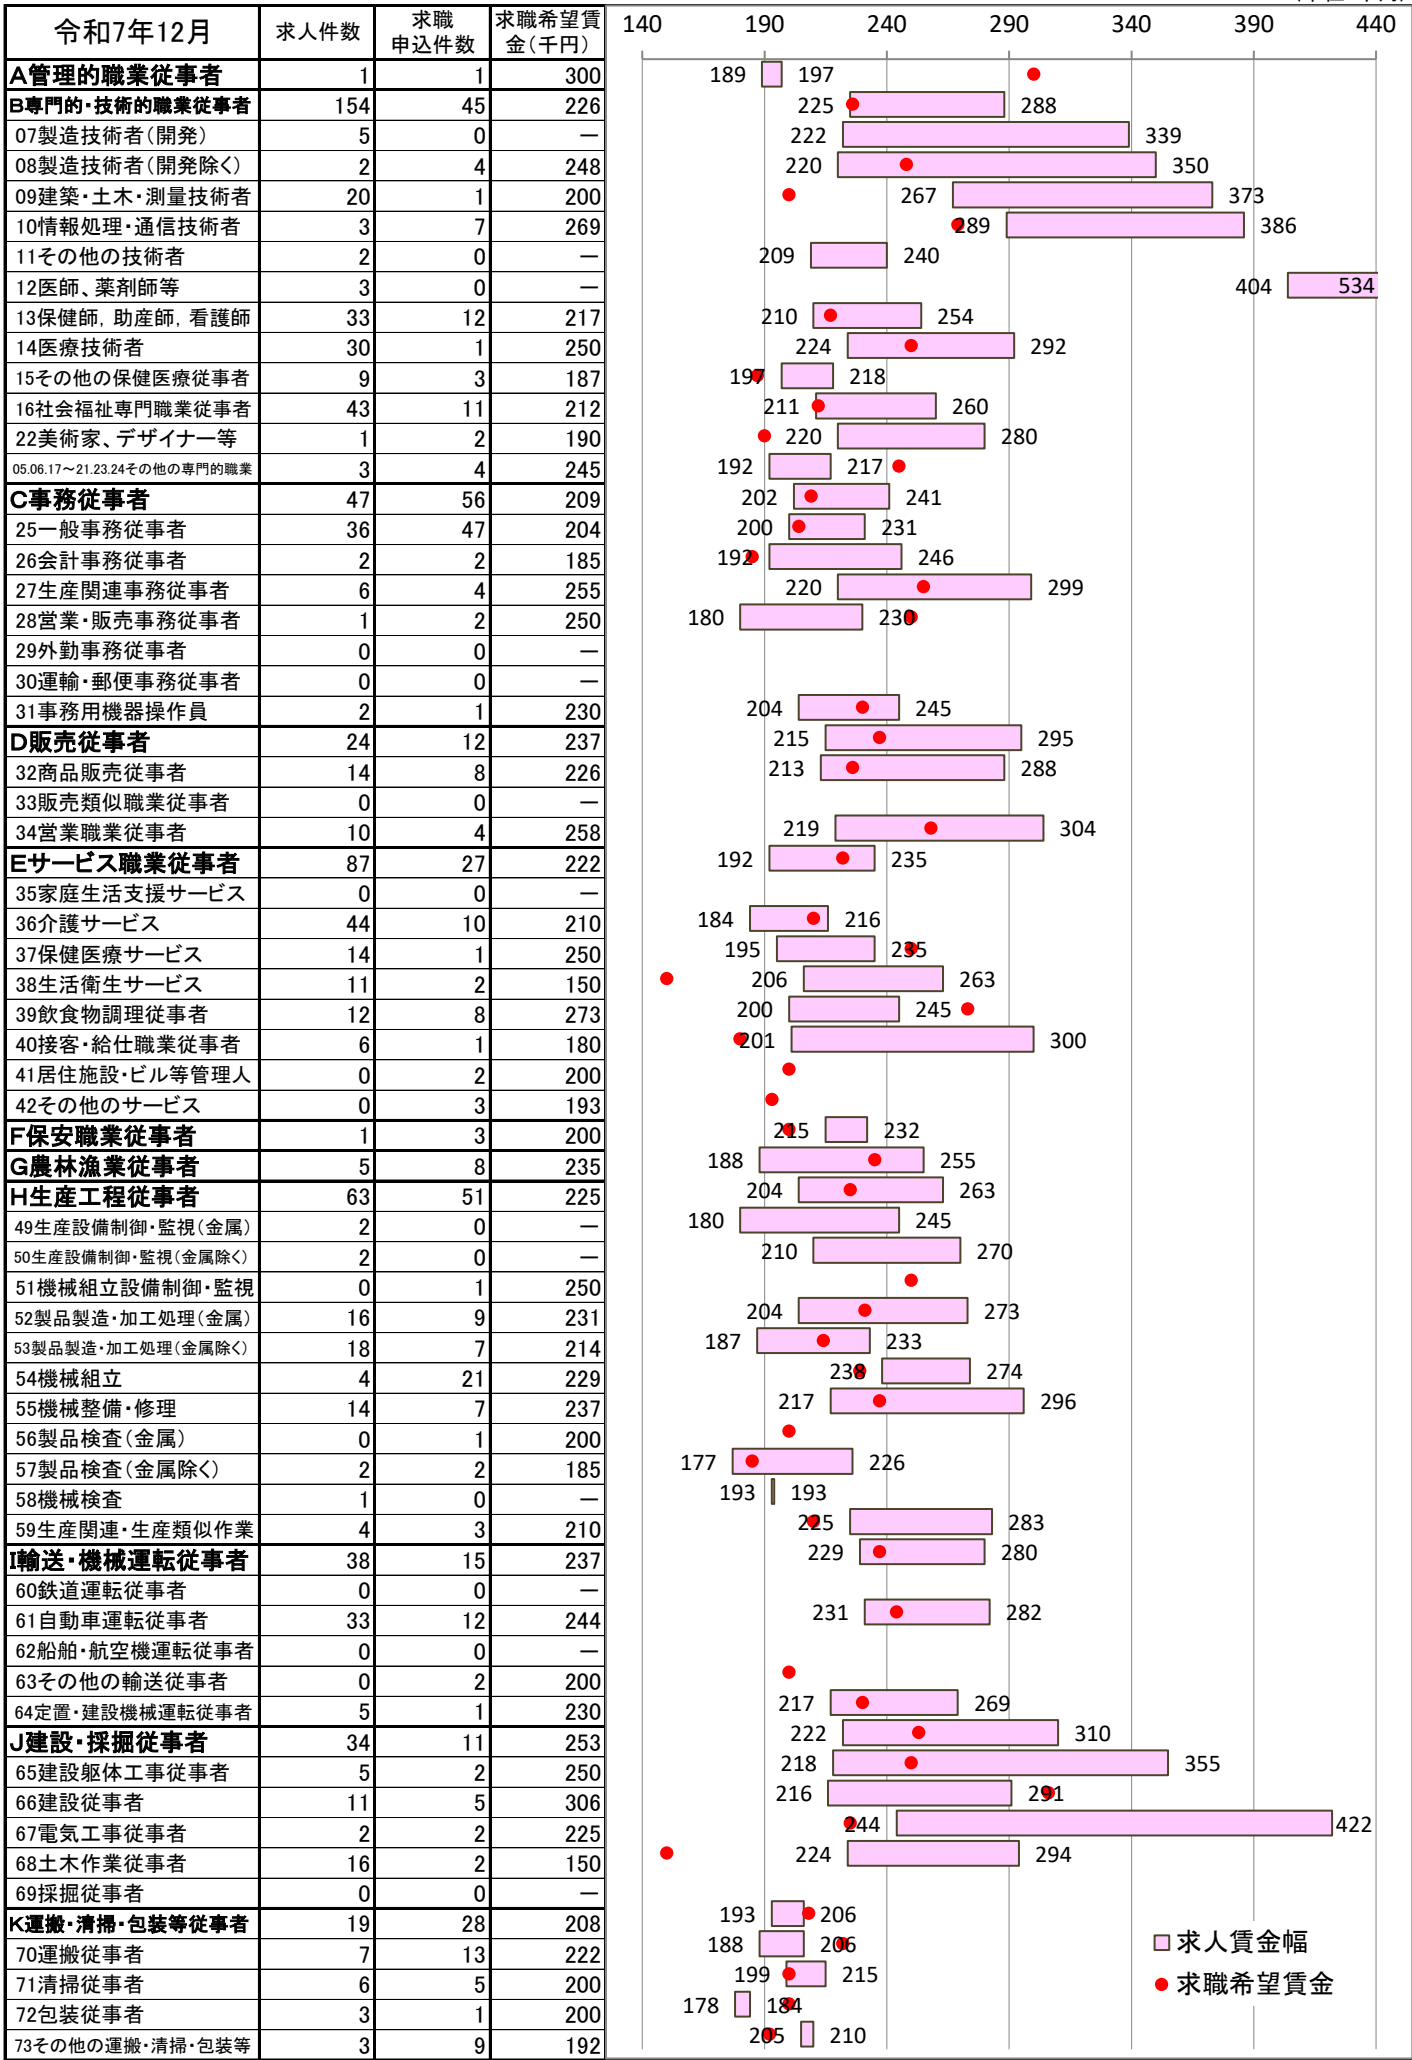 令和7年12月 求人件数 求職申込件数 求職希望賃金(千円) 140 190 240 290 340 390 440
A管理的職業従事者 1 1 300 189 197
B専門的・技術的職業従事者 154 45 226 225 288
07製造技術者(開発) 5 0 ― 222 339
08製造技術者(開発除く) 2 4 248 220 350
09建築・土木・測量技術者 20 1 200 267 373
10情報処理・通信技術者 3 7 269 289 386
11その他の技術者 2 0 ― 209 240
12医師、薬剤師等 3 0 ― 404 534
13保健師,助産師,看護師 33 12 217 210 254
14医療技術者 30 1 250 224 292
15その他の保健医療従事者 9 3 187 197 218
16社会福祉専門職業従事者 43 11 212 211 260
22美術家、デザイナー等 1 2 190 220 280
05.06.17～21.23.24その他の専門的職業 3 4 245 192 217
C事務従事者 47 56 209 202 241
25一般事務従事者 36 47 204 200 231
26会計事務従事者 2 2 185 192 246
27生産関連事務従事者 6 4 255 220 299
28営業・販売事務従事者 1 2 250 180 230
29外勤事務従事者 0 0 ―
30運輸・郵便事務従事者 0 0 ―
31事務用機器操作員 2 1 230 204 245
D販売従事者 24 12 237 215 295
32商品販売従事者 14 8 226 213 288
33販売類似職業従事者 0 0 ―
34営業職業従事者 10 4 258 219 304
Eサービス職業従事者 87 27 222 192 235
35家庭生活支援サービス 0 0 ―
36介護サービス 44 10 210 184 216
37保健医療サービス 14 1 250 195 235
38生活衛生サービス 11 2 150 206 263
39飲食物調理従事者 12 8 273 200 245
40接客・給仕職業従事者 6 1 180 201 300
41居住施設・ビル等管理人 0 2 200
42その他のサービス 0 3 193
F保安職業従事者 1 3 200 215 232
G農林漁業従事者 5 8 235 188 255
H生産工程従事者 63 51 225 204 263
49生産設備制御・監視(金属) 2 0 ― 180 245
50生産設備制御・監視(金属除く) 2 0 ― 210 270
51機械組立設備制御・監視 0 1 250
52製品製造・加工処理(金属) 16 9 231 204 273
53製品製造・加工処理(金属除く) 18 7 214 187 233
54機械組立 4 21 229 238 274
55機械整備・修理 14 7 237 217 296
56製品検査(金属) 0 1 200
57製品検査(金属除く) 2 2 185 177 226
58機械検査 1 0 ― 193 193
59生産関連・生産類似作業 4 3 210 225 283
I輸送・機械運転従事者 38 15 237 229 280
60鉄道運転従事者 0 0 ―
61自動車運転従事者 33 12 244 231 282
62船舶・航空機運転従事者 0 0 ―
63その他の輸送従事者 0 2 200
64定置・建設機械運転従事者 5 1 230 217 269
J建設・採掘従事者 34 11 253 222 310
65建設躯体工事従事者 5 2 250 218 355
66建設従事者 11 5 306 216 291
67電気工事従事者 2 2 225 244 422
68土木作業従事者 16 2 150 224 294
69採掘従事者 0 0 ―
K運搬・清掃・包装等従事者 19 28 208 193 206
70運搬従事者 7 13 222 188 206
71清掃従事者 6 5 200 199 215
72包装従事者 3 1 200 178 184
73その他の運搬・清掃・包装等 3 9 192 205 210
求人賃金幅
求職希望賃金